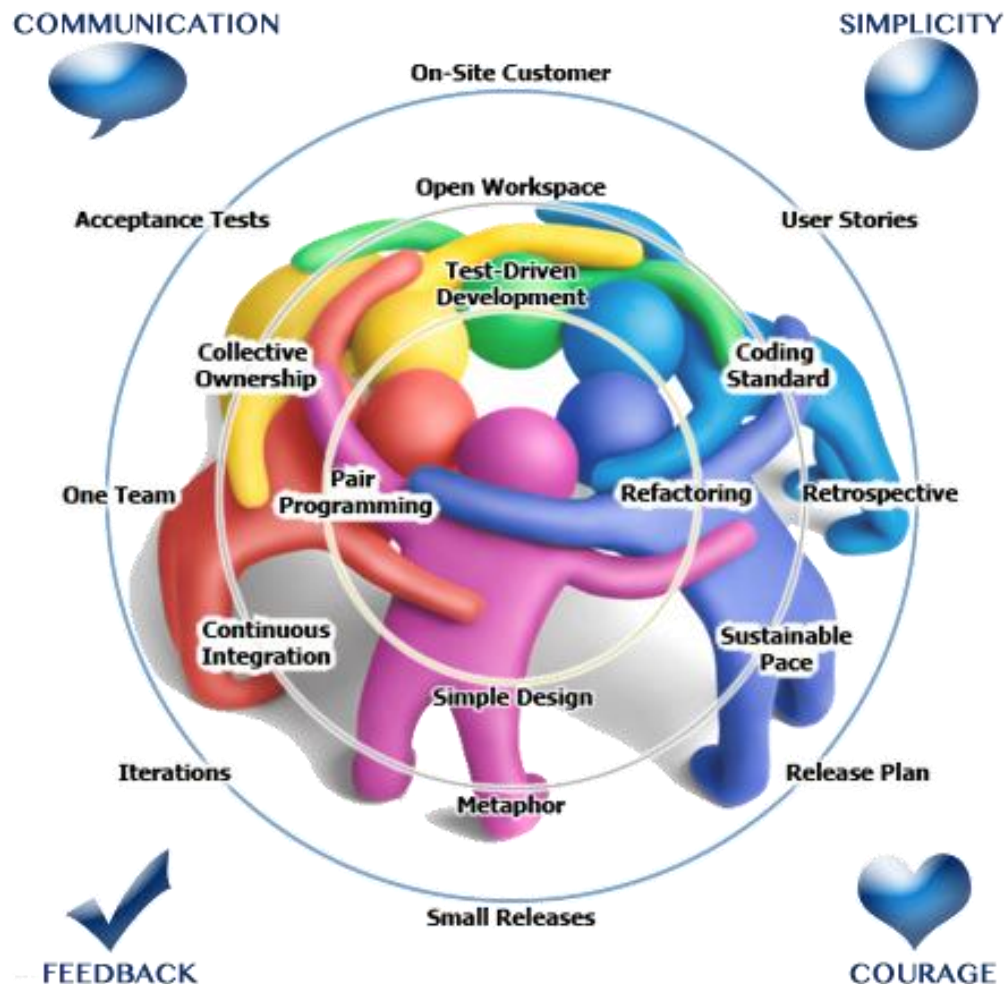 COMMUNICATION
SIMPLICITY
On-Site Customer
Open Workspace
Acceptance Tests
User Stories
Test-Driven
Development
Collective
Ownership
Coding
Standard
One Team
Pair
Programming
Refactoring
Retrospective
Continuous
Integration
Sustainable
Pace
Simple Design
Iterations
Release Plan
Metaphor
Small Releases
FEEDBACK
COURAGE